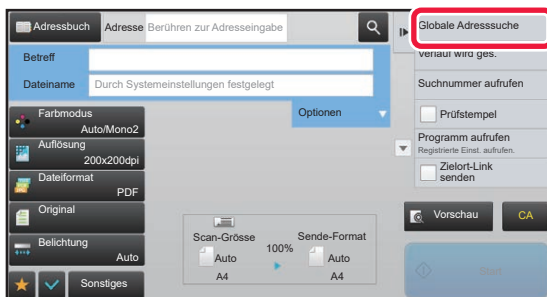 Adressbuch
Adresse
Berühren zur Adresseingabe
Globale Adresssuche
Betreff
Verlauf wird ges.
Dateiname
Durch Systemeinstellungen festgelegt
Suchnummer aufrufen
Optionen
Prüfstempel
Farbmodus
Auto/Mono2
Programm aufrufen
Registrierte Einst. aufrufen.
Auflösung
200x200dpi
Zielort-Link
senden
Dateiformat
PDF
Original
Vorschau
CA
Scan-Grösse
100%
Sende-Format
Belichtung
Auto
Auto
Auto
A4
A4
Sonstiges
Start